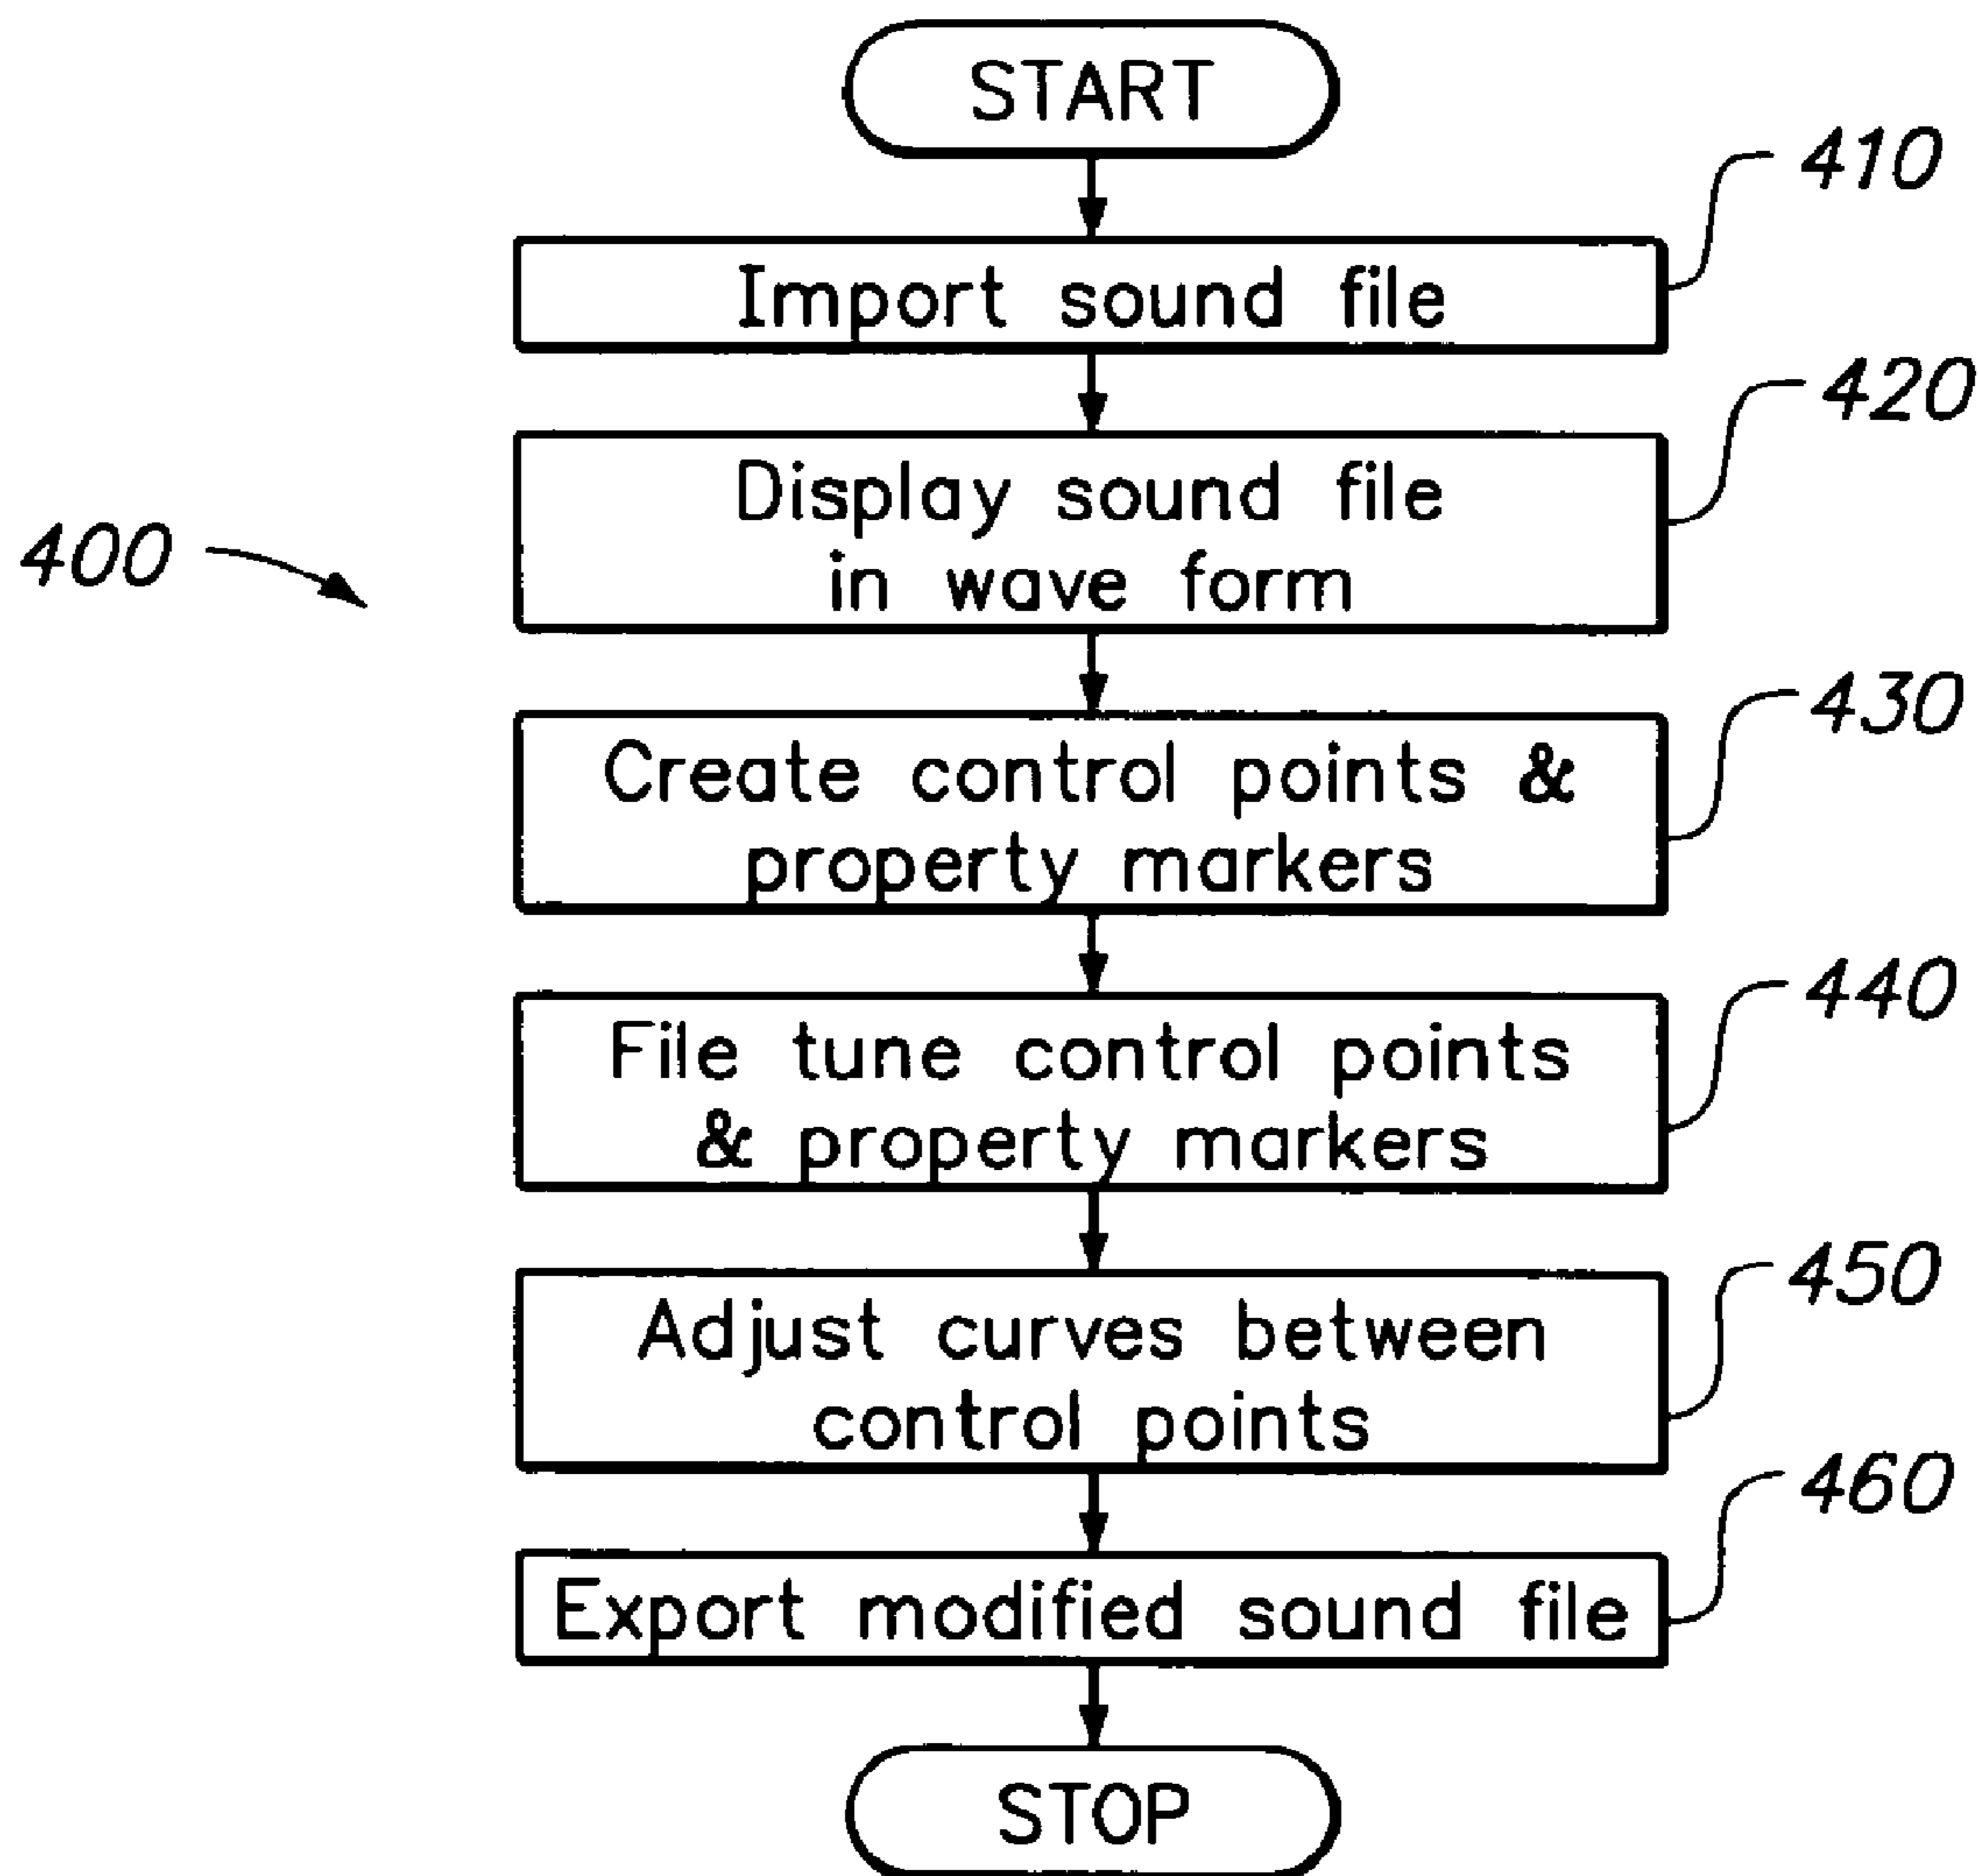 START
410
Import sound file
420
Display sound file
in wave form
400
430
Create control points &
property markers
440
File tune control points
& property markers
450
Adjust curves between
control points
460
Export modified sound file
STOP